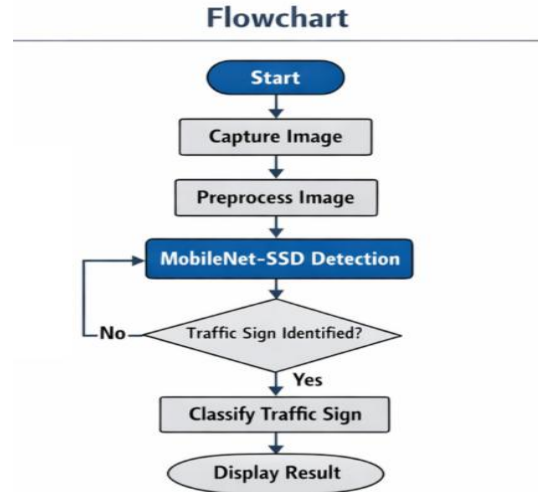 Flowchart
Start
Capture Image
Preprocess Image
MobileNet-SSD Detection
Traffic Sign Identified?
No
Yes
Classify Traffic Sign
Display Result